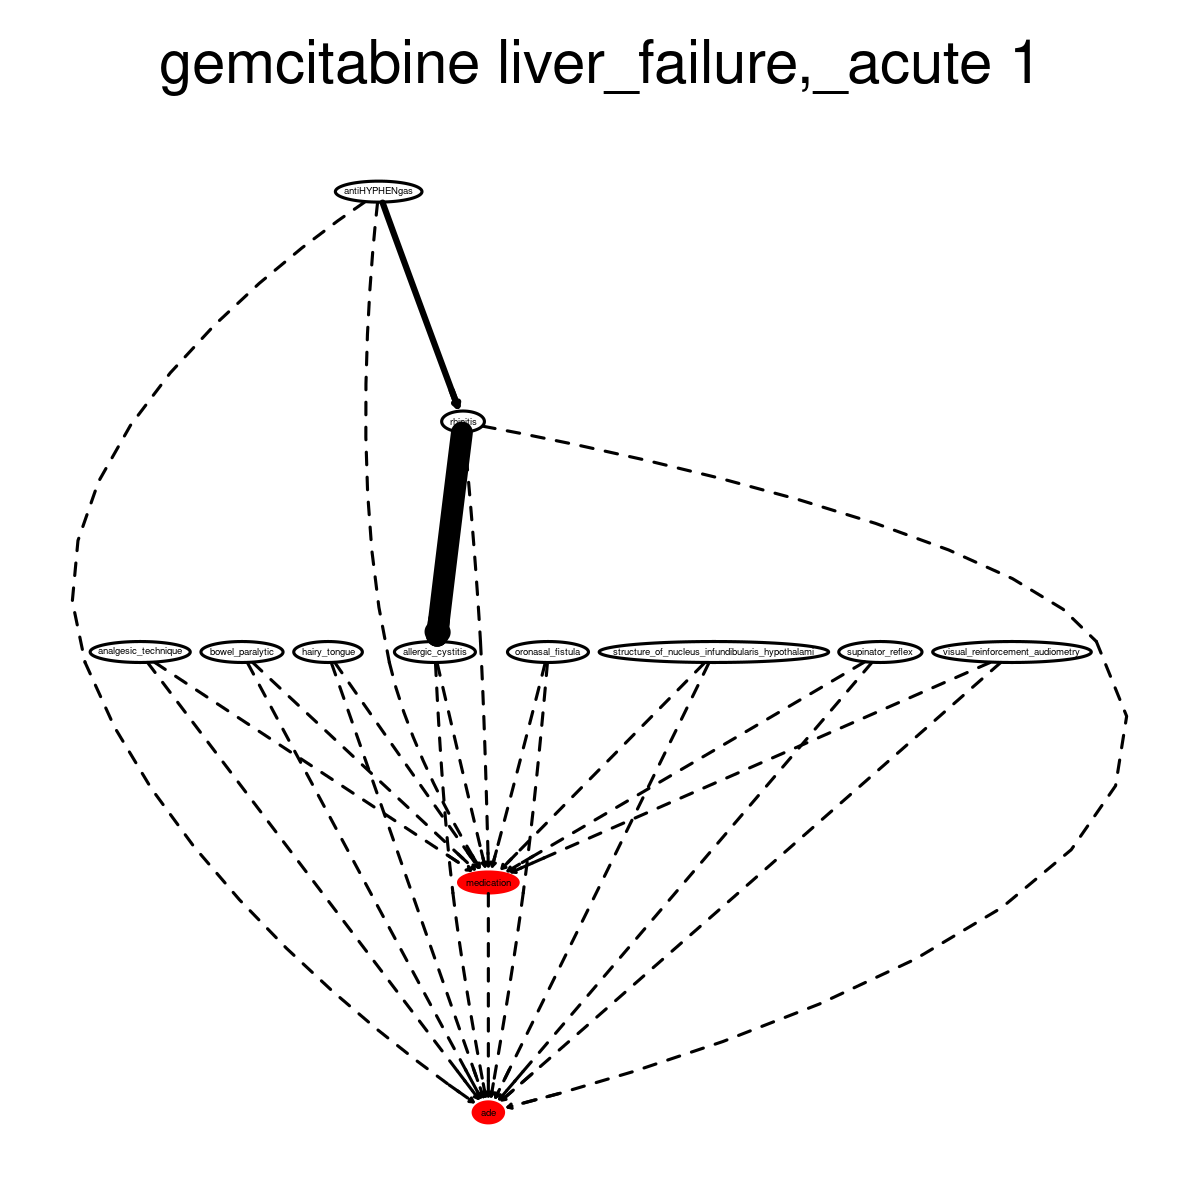 gemcitabine liver_failure,_acute 1
antiHYPHENgas
rhinitis
analgesic_technique bowel_paralytic hairy_tongue allergic_cystitis oronasal_fistula structure_of_nucleus_infundibularis_hypothalami supinator_reflex visual_reinforcement_audiometry
medication
ade